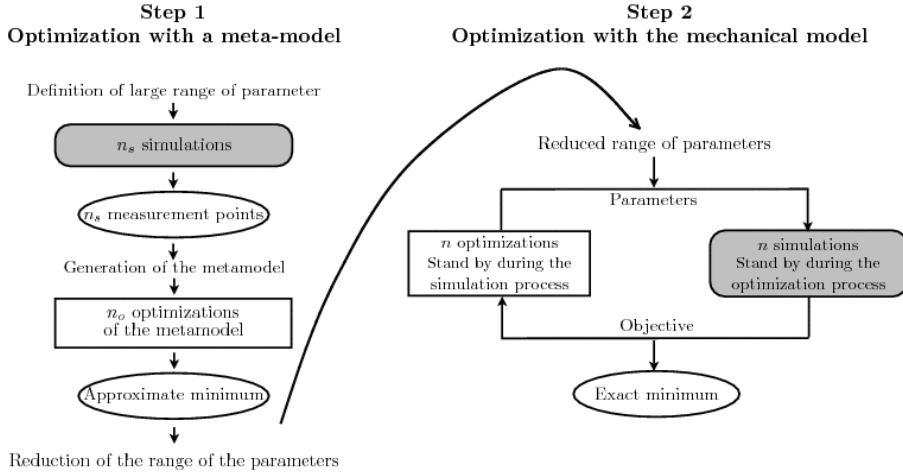 Step 1
Optimization with a meta-model
Definition of large range of parameter
n_s simulations
n_s measurement points
Generation of the metamodel
n_o optimizations
of the metamodel
Approximate minimum
Reduction of the range of the parameters
Step 2
Optimization with the mechanical model
Reduced range of parameters
Parameters
n optimizations
Stand by during the
simulation process
n simulations
Stand by during the
optimization process
Objective
Exact minimum